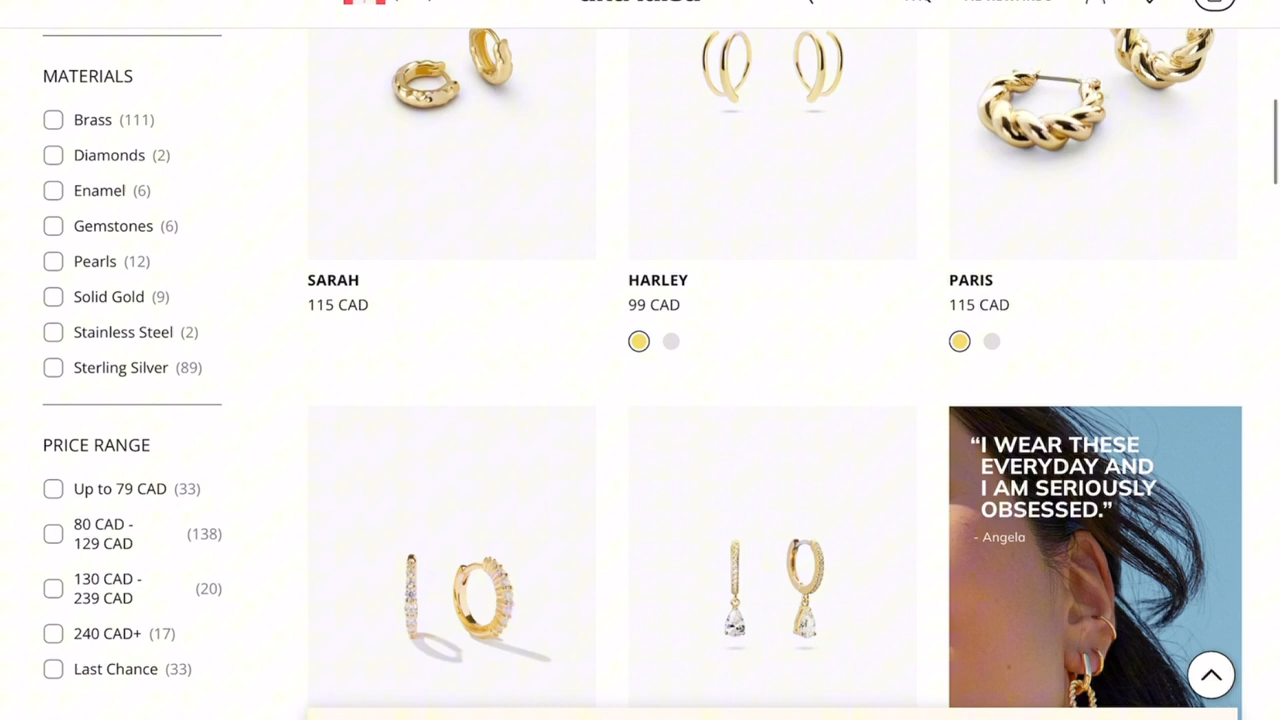 MATERIALS
Brass (111)
Diamonds (2)
Enamel (6)
Gemstones (6)
Pearls (12)
Solid Gold (9)
Stainless Steel (2)
Sterling Silver (89)
PRICE RANGE
Up to 79 CAD (33)
80 CAD -
129 CAD (138)
130 CAD -
239 CAD (20)
240 CAD+ (17)
Last Chance (33)
SARAH
115 CAD
HARLEY
99 CAD
PARIS
115 CAD
“I WEAR THESE
EVERYDAY AND
I AM SERIOUSLY
OBSESSED.”
- Angela